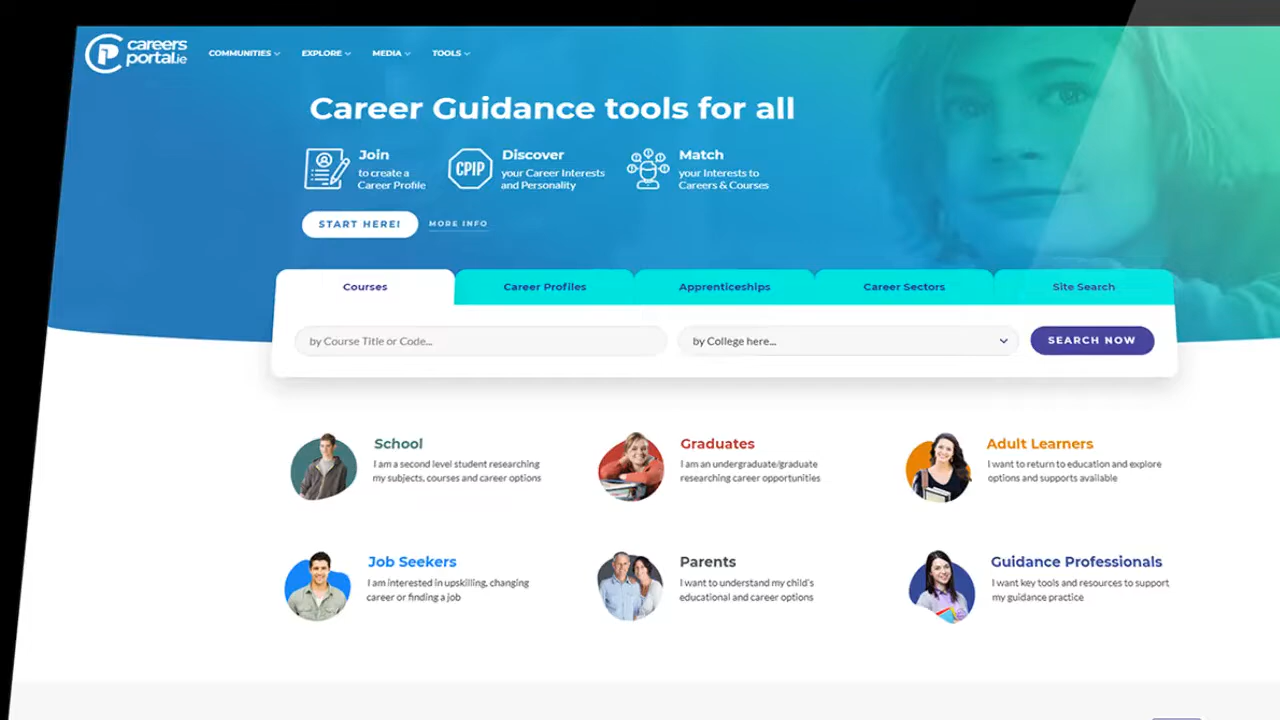 careers
portal.ie
COMMUNITIES
EXPLORE
MEDIA
TOOLS
Career Guidance tools for all
Join
to create a
Career Profile
CPIP
Discover
your Career Interests
and Personality
Match
your Interests to
Careers & Courses
START HERE!
MORE INFO
Courses
Career Profiles
Apprenticeships
Career Sectors
Site Search
by Course Title or Code...
by College here...
SEARCH NOW
School
I am a second level student researching
my subjects, courses and career options
Graduates
I am an undergraduate/graduate
researching career opportunities
Adult Learners
I want to return to education and explore
options and supports available
Job Seekers
I am interested in upskilling, changing
career or finding a job
Parents
I want to understand my child's
educational and career options
Guidance Professionals
I want key tools and resources to support
my guidance practice